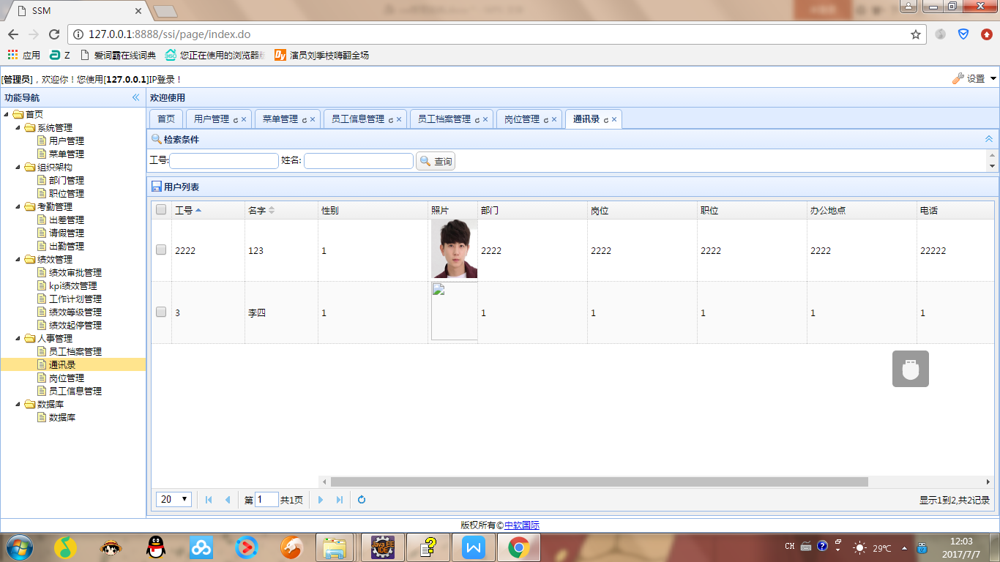 SSM
127.0.0.1:8888/ssi/page/index.do
应用 Z 爱词霸在线词典 您正在使用的浏览器版 演员刘季枝嗨翻全场
[管理员]，欢迎你！您使用[127.0.0.1]IP登录！ 设置
功能导航 欢迎使用
首页
系统管理
用户管理
菜单管理
组织架构
部门管理
职位管理
考勤管理
出差管理
请假管理
出勤管理
绩效管理
绩效审批管理
kpi绩效管理
工作计划管理
绩效等级管理
绩效起停管理
人事管理
员工档案管理
通讯录
岗位管理
员工信息管理
数据库
数据库
首页 用户管理 菜单管理 员工信息管理 员工档案管理 岗位管理 通讯录
检索条件
工号: 姓名: 查询
用户列表
工号 名字 性别 照片 部门 岗位 职位 办公地点 电话
2222 123 1 2222 2222 2222 2222 22222
3 李四 1 1 1 1 1 1
20 第 1 共1页 显示1到2,共2记录
版权所有©中软国际
Java EE IDE CH 29℃ 12:03
2017/7/7